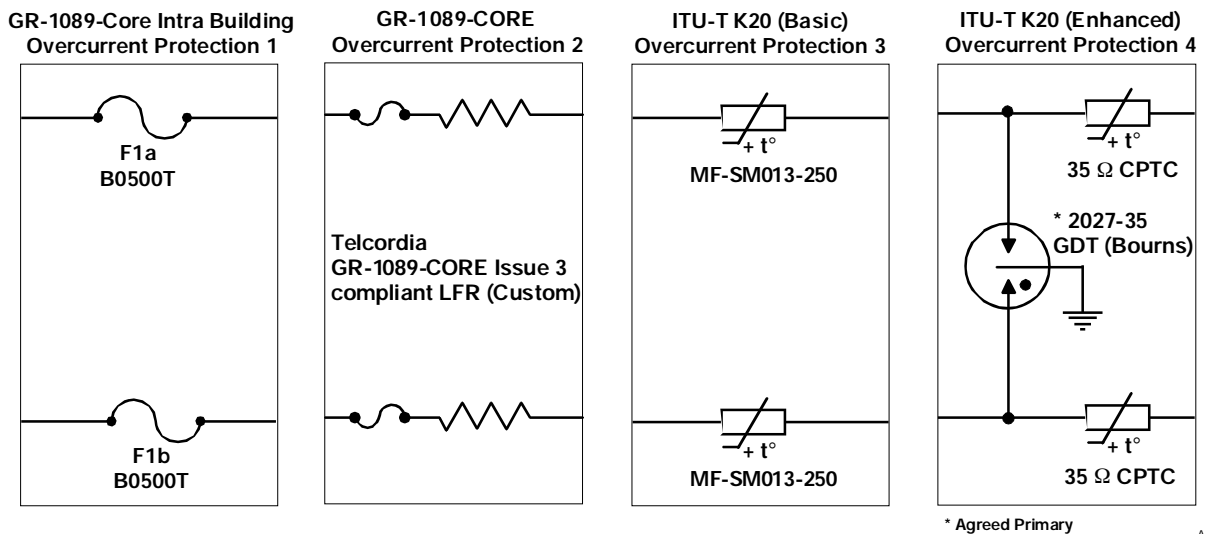 GR-1089-Core Intra Building
Overcurrent Protection 1
F1a
B0500T
F1b
B0500T
GR-1089-CORE
Overcurrent Protection 2
Telcordia
GR-1089-CORE Issue 3
compliant LFR (Custom)
ITU-T K20 (Basic)
Overcurrent Protection 3
+ t°
MF-SM013-250
+ t°
MF-SM013-250
ITU-T K20 (Enhanced)
Overcurrent Protection 4
+ t°
35 Ω CPTC
* 2027-35
GDT (Bourns)
+ t°
35 Ω CPTC
* Agreed Primary